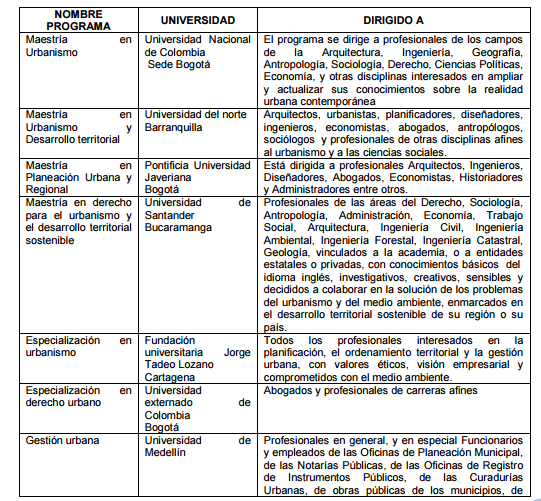 NOMBRE PROGRAMA
UNIVERSIDAD
DIRIGIDO A
Maestría en
Urbanismo
Universidad Nacional
de Colombia
Sede Bogotá
El programa se dirige a profesionales de los campos
de la Arquitectura, Ingeniería, Geografía,
Antropología, Sociología, Derecho, Ciencias Políticas,
Economía, y otras disciplinas interesados en ampliar
y actualizar sus conocimientos sobre la realidad
urbana contemporánea
Maestría en
Urbanismo y
Desarrollo territorial
Universidad del norte
Barranquilla
Arquitectos, urbanistas, planificadores, diseñadores,
ingenieros, economistas, abogados, antropólogos,
sociólogos y profesionales de otras disciplinas afines
al urbanismo y a las ciencias sociales.
Maestría en
Planeación Urbana y
Regional
Pontificia Universidad
Javeriana
Bogotá
Está dirigida a profesionales Arquitectos, Ingenieros,
Diseñadores, Abogados, Economistas, Historiadores
y Administradores entre otros.
Maestría en derecho
para el urbanismo y
el desarrollo territorial
sostenible
Universidad de
Santander
Bucaramanga
Profesionales de las áreas del Derecho, Sociología,
Antropología, Administración, Economía, Trabajo
Social, Arquitectura, Ingeniería Civil, Ingeniería
Ambiental, Ingeniería Forestal, Ingeniería Catastral,
Geología, vinculados a la academia, o a entidades
estatales o privadas, con conocimientos básicos del
idioma inglés, investigativos, creativos, sensibles y
decididos a colaborar en la solución de los problemas
del urbanismo y del medio ambiente, enmarcados en
el desarrollo territorial sostenible de su región o su
país.
Especialización en
urbanismo
Fundación
universitaria Jorge
Tadeo Lozano
Cartagena
Todos los profesionales interesados en la
planificación, el ordenamiento territorial y la gestión
urbana, con valores éticos, visión empresarial y
comprometidos con el medio ambiente.
Especialización en
derecho urbano
Universidad
externado de
Colombia
Bogotá
Abogados y profesionales de carreras afines
Gestión urbana
Universidad de
Medellín
Profesionales en general, y en especial Funcionarios
y empleados de las Oficinas de Planeación Municipal,
de las Notarías Públicas, de las Oficinas de Registro
de Instrumentos Públicos, de las Curadurías
Urbanas, de obras públicas de los municipios, de